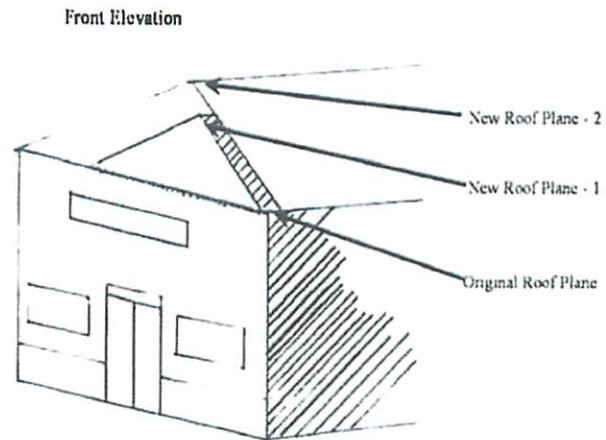 Front Elevation
New Roof Plane - 2
New Roof Plane - 1
Original Roof Plane